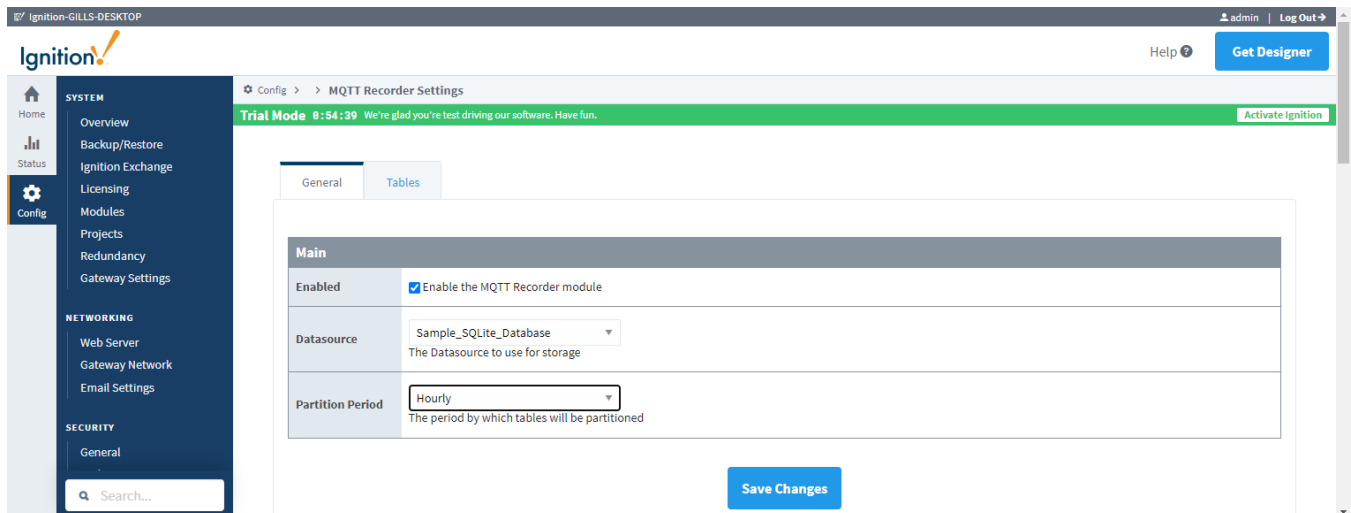 Ignition-GILLS-DESKTOP
admin | Log Out
Ignition!
Help
Get Designer
Home
Status
Config
SYSTEM
Overview
Backup/Restore
Ignition Exchange
Licensing
Modules
Projects
Redundancy
Gateway Settings
NETWORKING
Web Server
Gateway Network
Email Settings
SECURITY
General
Search...
Config > > MQTT Recorder Settings
Trial Mode 0:54:39 We're glad you're test driving our software. Have fun.
Activate Ignition
General
Tables
Main
Enabled
Enable the MQTT Recorder module
Datasource
Sample_SQLite_Database
The Datasource to use for storage
Partition Period
Hourly
The period by which tables will be partitioned
Save Changes